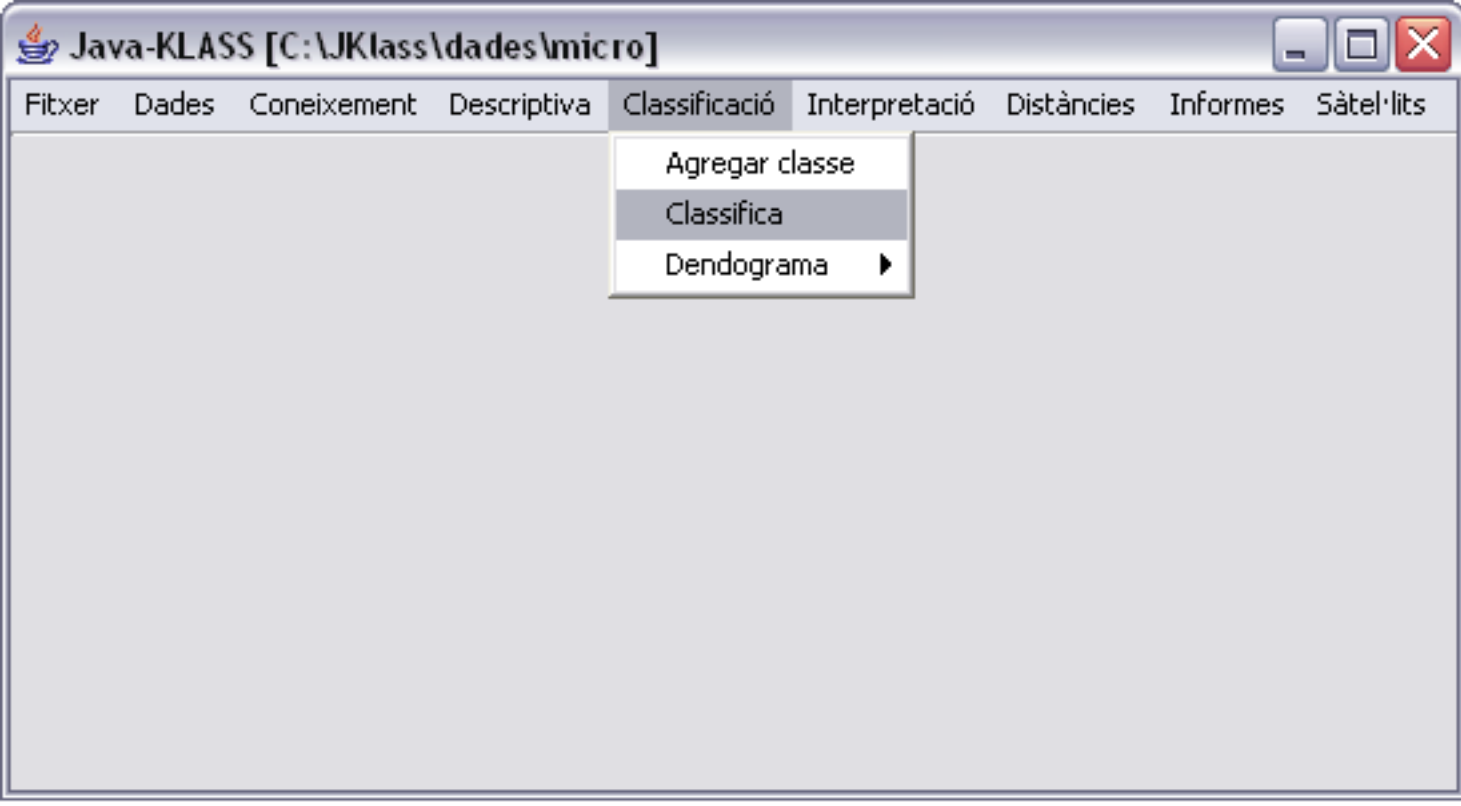 Java-KLASS [C:\JKlass\dades\micro]
Fitxer Dades Coneixement Descriptiva Classificació Interpretació Distàncies Informes Sàtel·lits
Agregar classe
Classifica
Dendograma